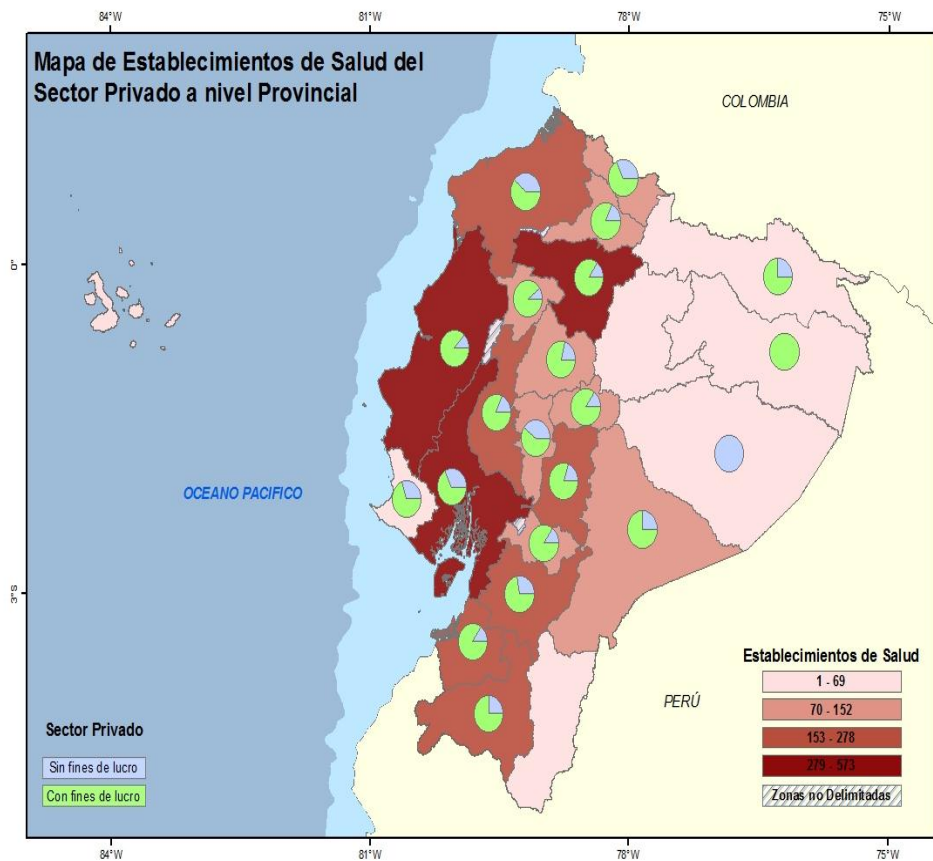 84°W 81°W 78°W 75°W
Mapa de Establecimientos de Salud del
Sector Privado a nivel Provincial
COLOMBIA
0°
OCEANO PACIFICO
3°S
Establecimientos de Salud
1 - 69
70 - 152
153 - 278
279 - 573
Zonas no Delimitadas
PERÚ
Sector Privado
Sin fines de lucro
Con fines de lucro
84°W 81°W 78°W 75°W